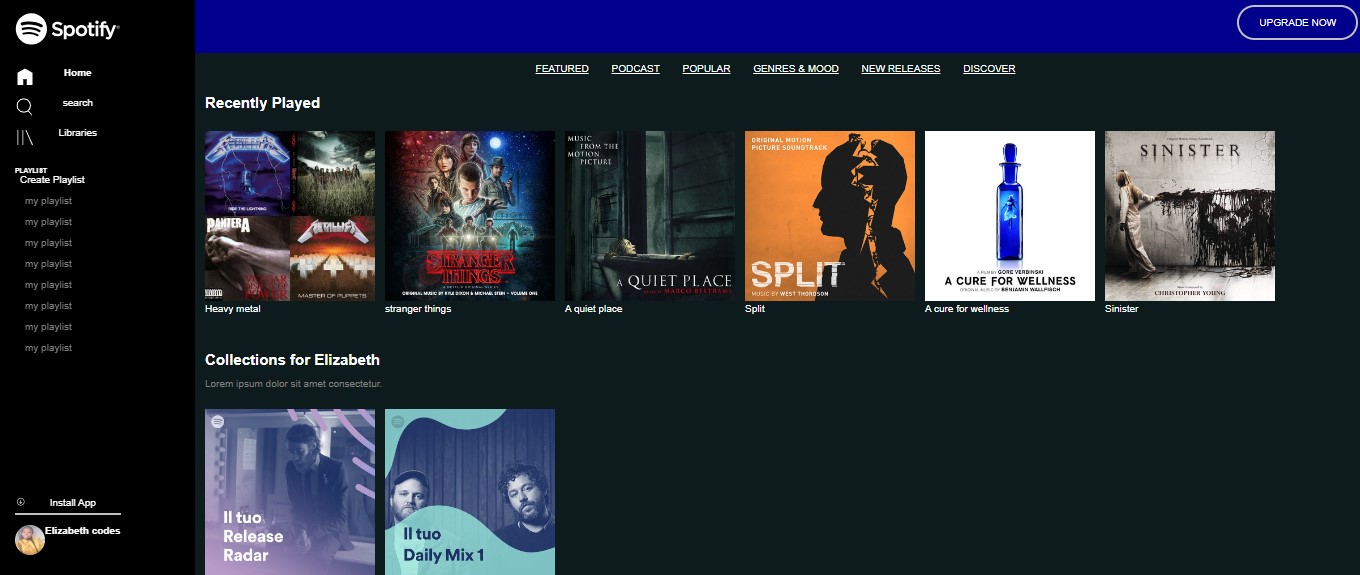 Spotify
UPGRADE NOW
Home
search
Libraries
PLAYLIST
Create Playlist
my playlist
my playlist
my playlist
my playlist
my playlist
my playlist
my playlist
my playlist
Install App
Elizabeth codes
FEATURED PODCAST POPULAR GENRES & MOOD NEW RELEASES DISCOVER
Recently Played
METALLICA
RIDE THE LIGHTNING
PANTERA
METALLICA
MASTER OF PUPPETS
Heavy metal
STRANGER
THINGS
ORIGINAL MUSIC BY KYLE DIXON & MICHAEL STEIN - VOLUME ONE
stranger things
MUSIC
FROM THE
MOTION
PICTURE
A QUIET PLACE
MARCO BELTRAMI
A quiet place
ORIGINAL MOTION
PICTURE SOUNDTRACK
SPLIT
MUSIC BY WEST THORDSON
Split
A FILM BY GORE VERBINSKI
A CURE FOR WELLNESS
ORIGINAL MUSIC BY BENJAMIN WALLFISCH
A cure for wellness
SINISTER
CHRISTOPHER YOUNG
Sinister
Collections for Elizabeth
Lorem ipsum dolor sit amet consectetur.
Il tuo
Release
Radar
Il tuo
Daily Mix 1